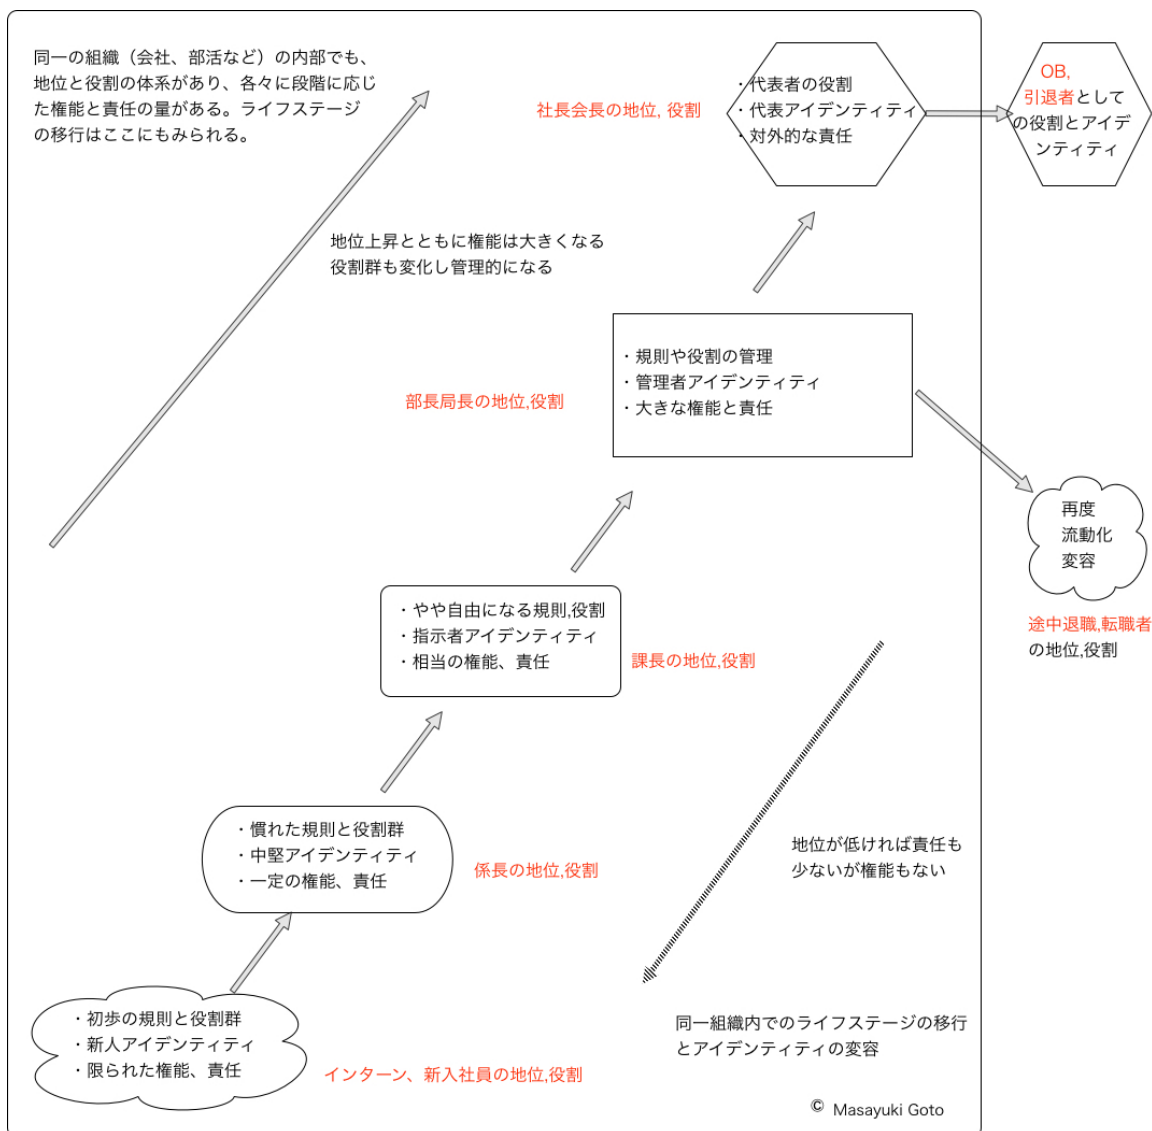 同一の組織（会社、部活など）の内部でも、
地位と役割の体系があり、各々に段階に応じ
た権能と責任の量がある。ライフステージ
の移行はここにもみられる。
社長会長の地位, 役割
・代表者の役割
・代表アイデンティティ
・対外的な責任
OB,
引退者として
の役割とアイデ
ンティティ
地位上昇とともに権能は大きくなる
役割群も変化し管理的になる
部長局長の地位,役割
・規則や役割の管理
・管理者アイデンティティ
・大きな権能と責任
再度
流動化
変容
途中退職,転職者
の地位,役割
・やや自由になる規則,役割
・指示者アイデンティティ
・相当の権能、責任
課長の地位,役割
・慣れた規則と役割群
・中堅アイデンティティ
・一定の権能、責任
係長の地位,役割
地位が低ければ責任も
少ないが権能もない
・初歩の規則と役割群
・新人アイデンティティ
・限られた権能、責任
インターン、新入社員の地位,役割
同一組織内でのライフステージの移行
とアイデンティティの変容
© Masayuki Goto